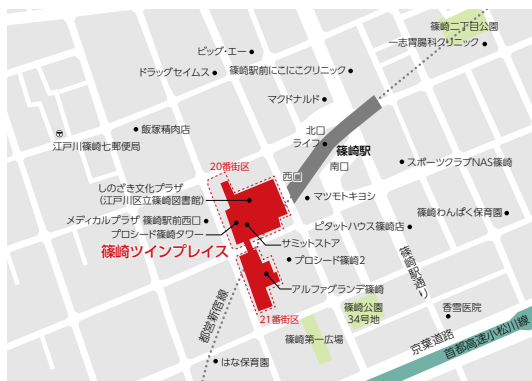 篠崎二丁目公園
ビッグ・エー
一志胃腸科クリニック
ドラッグセイムス
篠崎駅前にこにこクリニック
マクドナルド
飯塚精肉店
江戸川篠崎七郵便局
北口
ライフ
篠崎駅
20番街区
西口
南口
スポーツクラブNAS篠崎
しのざき文化プラザ
(江戸川区立篠崎図書館)
マツモトキヨシ
メディカルプラザ 篠崎駅前西口
プロシード篠崎タワー
篠崎わんぱく保育園
ピタットハウス篠崎店
サミットストア
篠崎ツインプレイス
プロシード篠崎2
篠崎駅通り
アルファグランデ篠崎
都営新宿線
21番街区
篠崎公園
34号地
香雪医院
篠崎第一広場
京葉道路
首都高速小松川線
はな保育園